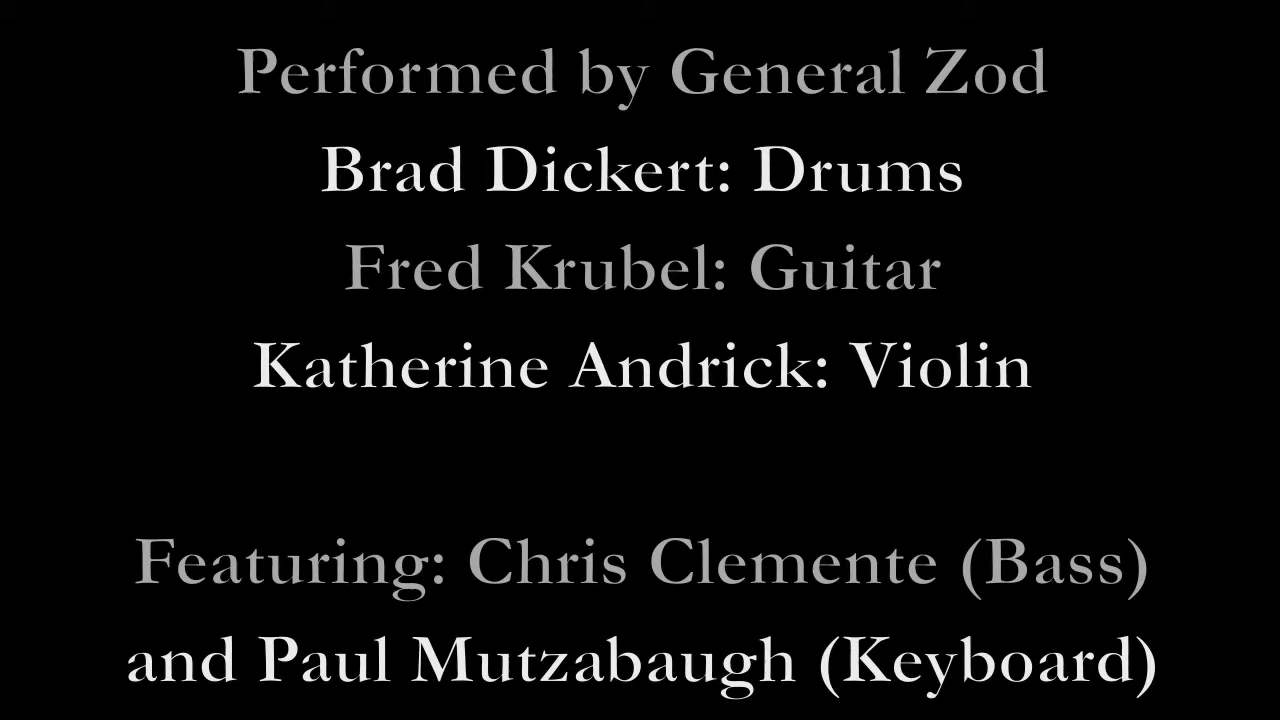 Performed by General Zod
Brad Dickert: Drums
Fred Krubel: Guitar
Katherine Andrick: Violin
Featuring: Chris Clemente (Bass)
and Paul Mutzabaugh (Keyboard)